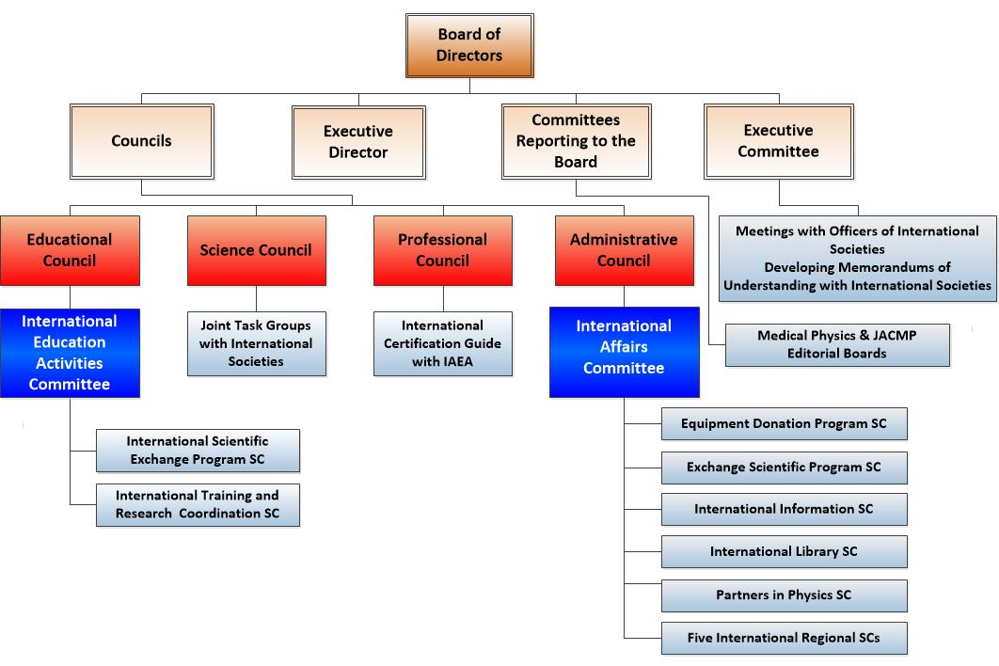 Board of
Directors
Councils
Executive
Director
Committees
Reporting to the
Board
Executive
Committee
Educational
Council
Science Council
Professional
Council
Administrative
Council
Meetings with Officers of International
Societies
Developing Memorandums of
Understanding with International Societies
International
Education
Activities
Committee
Joint Task Groups
with International
Societies
International
Certification Guide
with IAEA
International
Affairs
Committee
Medical Physics & JACMP
Editorial Boards
International Scientific
Exchange Program SC
International Training and
Research Coordination SC
Equipment Donation Program SC
Exchange Scientific Program SC
International Information SC
International Library SC
Partners in Physics SC
Five International Regional SCs